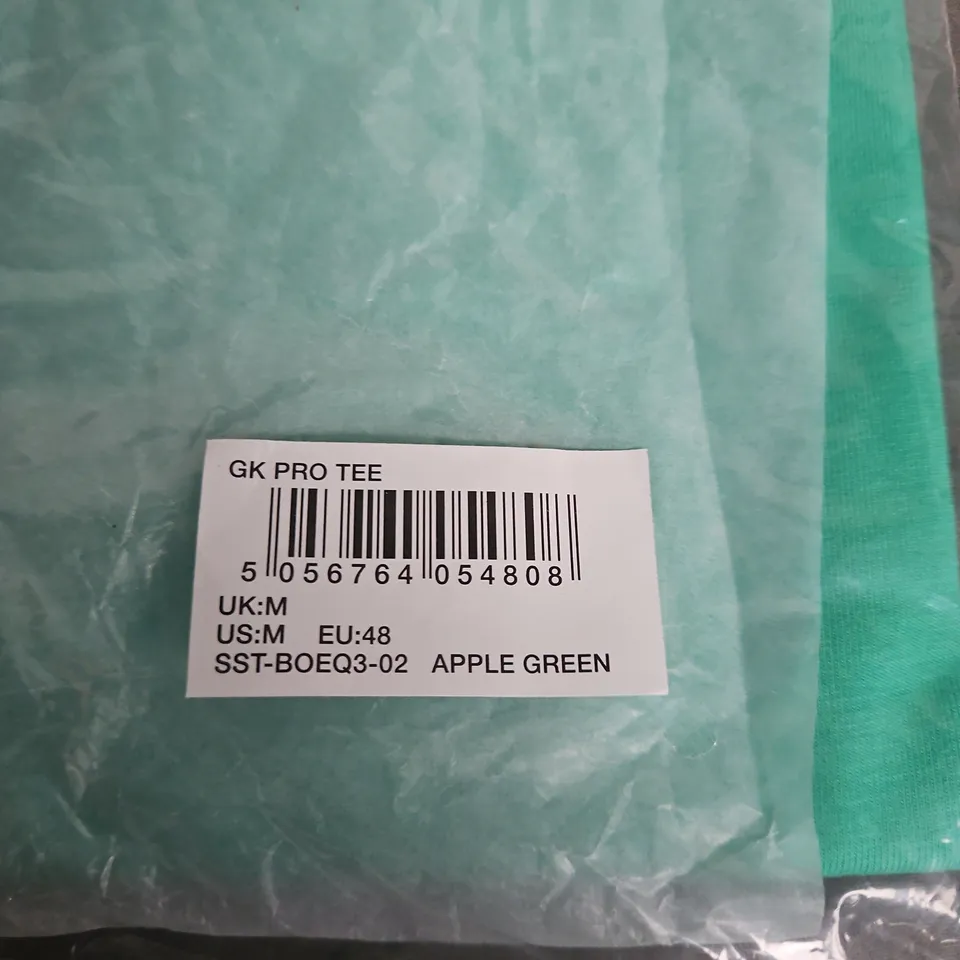 GK PRO TEE
5 056764 054808
UK:M
US:M EU:48
SST-BOEQ3-02 APPLE GREEN